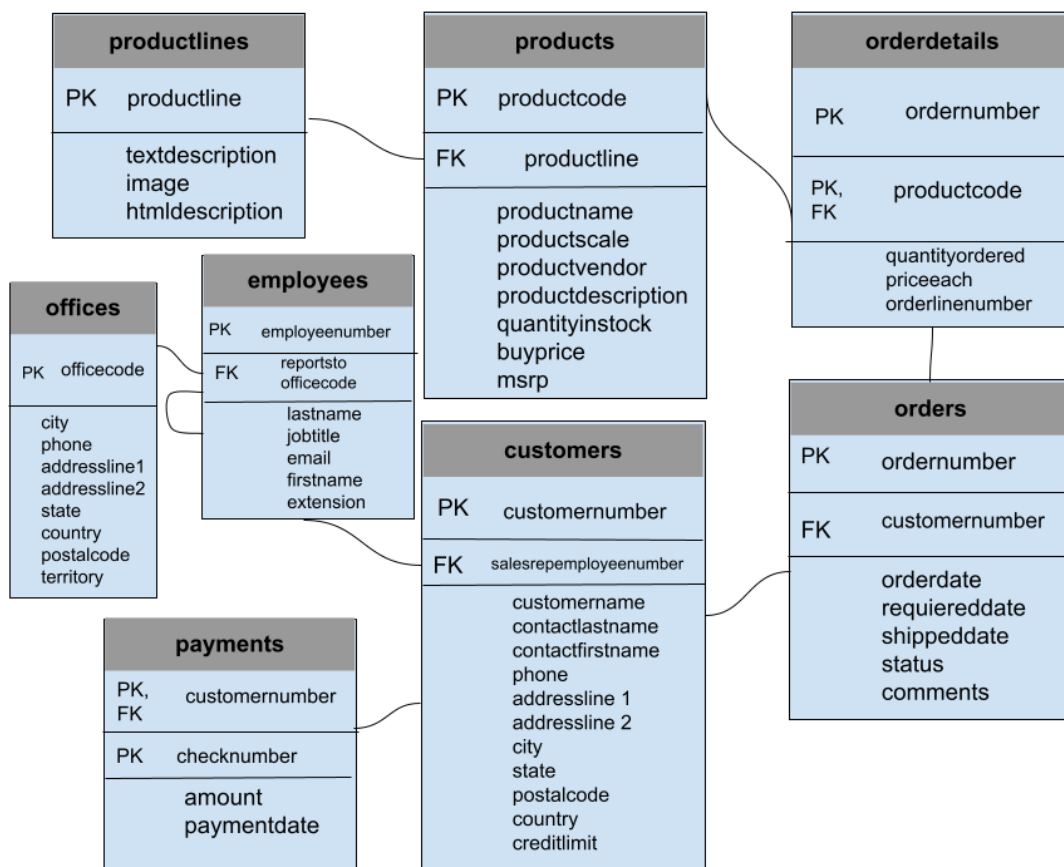 productlines
PK productline
textdescription
image
htmldescription
products
PK productcode
FK productline
productname
productscale
productvendor
productdescription
quantityinstock
buyprice
msrp
orderdetails
PK ordernumber
PK,
FK
productcode
quantityordered
priceeach
orderlinenumber
offices
PK officecode
city
phone
addressline1
addressline2
state
country
postalcode
territory
employees
PK employeenumber
FK reportsto
officecode
lastname
jobtitle
email
firstname
extension
customers
PK customernumber
FK salesrepemployeenumber
customername
contactlastname
contactfirstname
phone
addressline 1
addressline 2
city
state
postalcode
country
creditlimit
orders
PK ordernumber
FK customernumber
orderdate
requiereddate
shippeddate
status
comments
payments
PK,
FK
customernumber
PK checknumber
amount
paymentdate